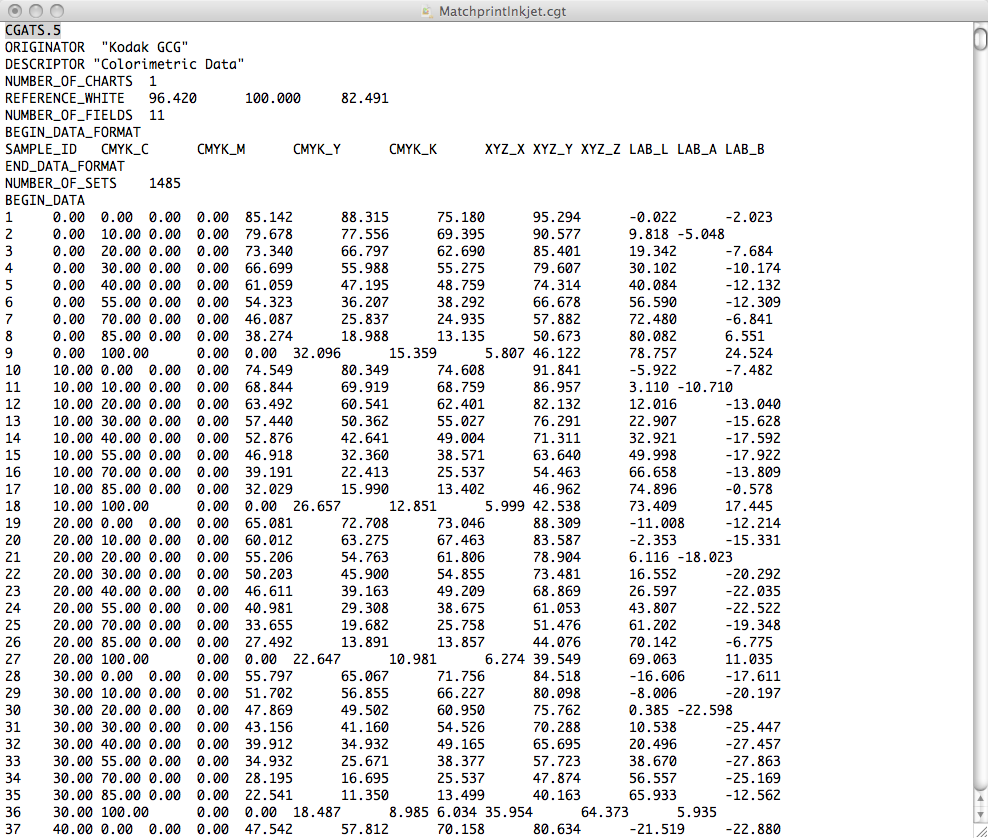 MatchprintInkjet.cgt
CGATS.5
ORIGINATOR "Kodak GCG"
DESCRIPTOR "Colorimetric Data"
NUMBER_OF_CHARTS 1
REFERENCE_WHITE 96.420 100.000 82.491
NUMBER_OF_FIELDS 11
BEGIN_DATA_FORMAT
SAMPLE_ID CMYK_C CMYK_M CMYK_Y CMYK_K XYZ_X XYZ_Y XYZ_Z LAB_L LAB_A LAB_B
END_DATA_FORMAT
NUMBER_OF_SETS 1485
BEGIN_DATA
1 0.00 0.00 0.00 0.00 85.142 88.315 75.180 95.294 -0.022 -2.023
2 0.00 10.00 0.00 0.00 79.678 77.556 69.395 90.577 9.818 -5.048
3 0.00 20.00 0.00 0.00 73.340 66.797 62.690 85.401 19.342 -7.684
4 0.00 30.00 0.00 0.00 66.699 55.988 55.275 79.607 30.102 -10.174
5 0.00 40.00 0.00 0.00 61.059 47.195 48.759 74.314 40.084 -12.132
6 0.00 55.00 0.00 0.00 54.323 36.207 38.292 66.678 56.590 -12.309
7 0.00 70.00 0.00 0.00 46.087 25.837 24.935 57.882 72.480 -6.841
8 0.00 85.00 0.00 0.00 38.274 18.988 13.135 50.673 80.082 6.551
9 0.00 100.00 0.00 0.00 32.096 15.359 5.807 46.122 78.757 24.524
10 10.00 0.00 0.00 0.00 74.549 80.349 74.608 91.841 -5.922 -7.482
11 10.00 10.00 0.00 0.00 68.844 69.919 68.759 86.957 3.110 -10.710
12 10.00 20.00 0.00 0.00 63.492 60.541 62.401 82.132 12.016 -13.040
13 10.00 30.00 0.00 0.00 57.440 50.362 55.027 76.291 22.907 -15.628
14 10.00 40.00 0.00 0.00 52.876 42.641 49.004 71.311 32.921 -17.592
15 10.00 55.00 0.00 0.00 46.918 32.360 38.571 63.640 49.998 -17.922
16 10.00 70.00 0.00 0.00 39.191 22.413 25.537 54.463 66.658 -13.809
17 10.00 85.00 0.00 0.00 32.029 15.990 13.402 46.962 74.896 -0.578
18 10.00 100.00 0.00 0.00 26.657 12.851 5.999 42.538 73.409 17.445
19 20.00 0.00 0.00 0.00 65.081 72.708 73.046 88.309 -11.008 -12.214
20 20.00 10.00 0.00 0.00 60.012 63.275 67.463 83.587 -2.353 -15.331
21 20.00 20.00 0.00 0.00 55.206 54.763 61.806 78.904 6.116 -18.023
22 20.00 30.00 0.00 0.00 50.203 45.900 54.855 73.481 16.552 -20.292
23 20.00 40.00 0.00 0.00 46.611 39.163 49.209 68.869 26.597 -22.035
24 20.00 55.00 0.00 0.00 40.981 29.308 38.675 61.053 43.807 -22.522
25 20.00 70.00 0.00 0.00 33.655 19.682 25.758 51.476 61.202 -19.348
26 20.00 85.00 0.00 0.00 27.492 13.891 13.857 44.076 70.142 -6.775
27 20.00 100.00 0.00 0.00 22.647 10.981 6.274 39.549 69.063 11.035
28 30.00 0.00 0.00 0.00 55.797 65.067 71.756 84.518 -16.606 -17.611
29 30.00 10.00 0.00 0.00 51.702 56.855 66.227 80.098 -8.006 -20.197
30 30.00 20.00 0.00 0.00 47.869 49.502 60.950 75.762 0.385 -22.598
31 30.00 30.00 0.00 0.00 43.156 41.160 54.526 70.288 10.538 -25.447
32 30.00 40.00 0.00 0.00 39.912 34.932 49.165 65.695 20.496 -27.457
33 30.00 55.00 0.00 0.00 34.932 25.671 38.377 57.723 38.670 -27.863
34 30.00 70.00 0.00 0.00 28.195 16.695 25.537 47.874 56.557 -25.169
35 30.00 85.00 0.00 0.00 22.541 11.350 13.499 40.163 65.933 -12.562
36 30.00 100.00 0.00 0.00 18.487 8.985 6.034 35.954 64.373 5.935
37 40.00 0.00 0.00 0.00 47.542 57.812 70.158 80.634 -21.519 -22.880